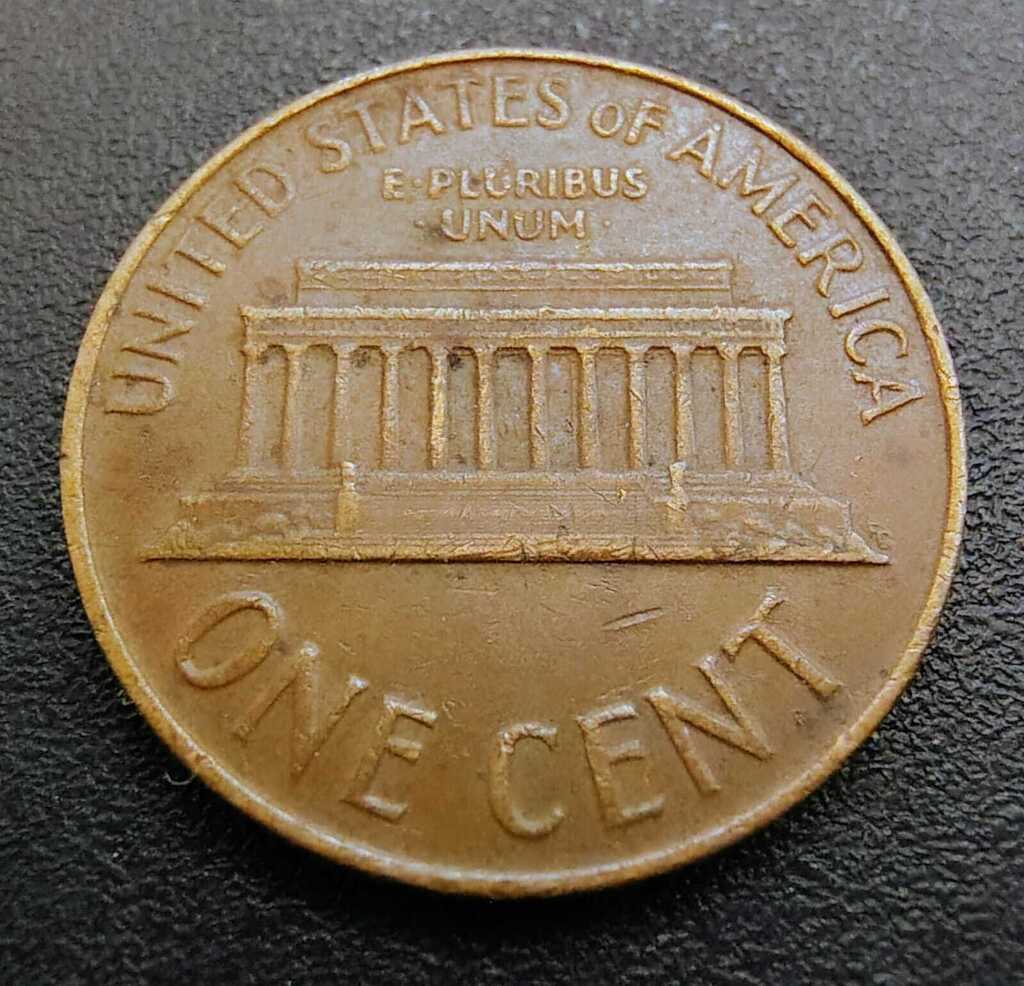 UNITED STATES OF AMERICA
E·PLURIBUS
·UNUM·
ONE CENT